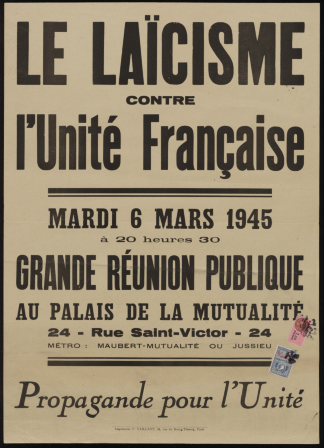 LE LAÏCISME
CONTRE
l'Unité Française
MARDI 6 MARS 1945
à 20 heures 30
GRANDE RÉUNION PUBLIQUE
AU PALAIS DE LA MUTUALITÉ
24 - Rue Saint-Victor - 24
MÉTRO : MAUBERT-MUTUALITÉ OU JUSSIEU
Propagande pour l'Unité